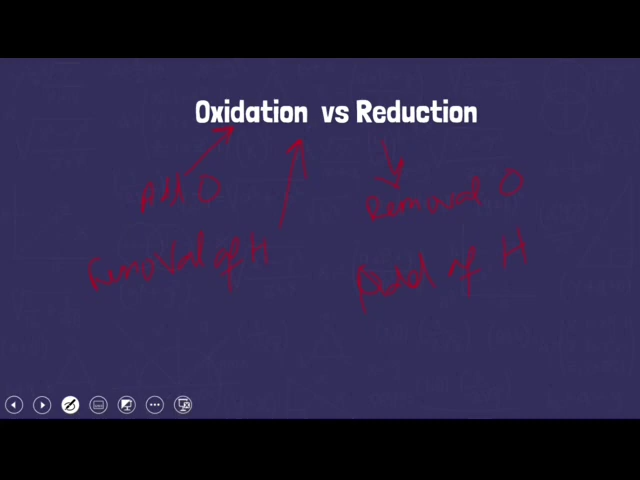 Oxidation vs Reduction
Add O
Removal O
Removal of H
Add of H